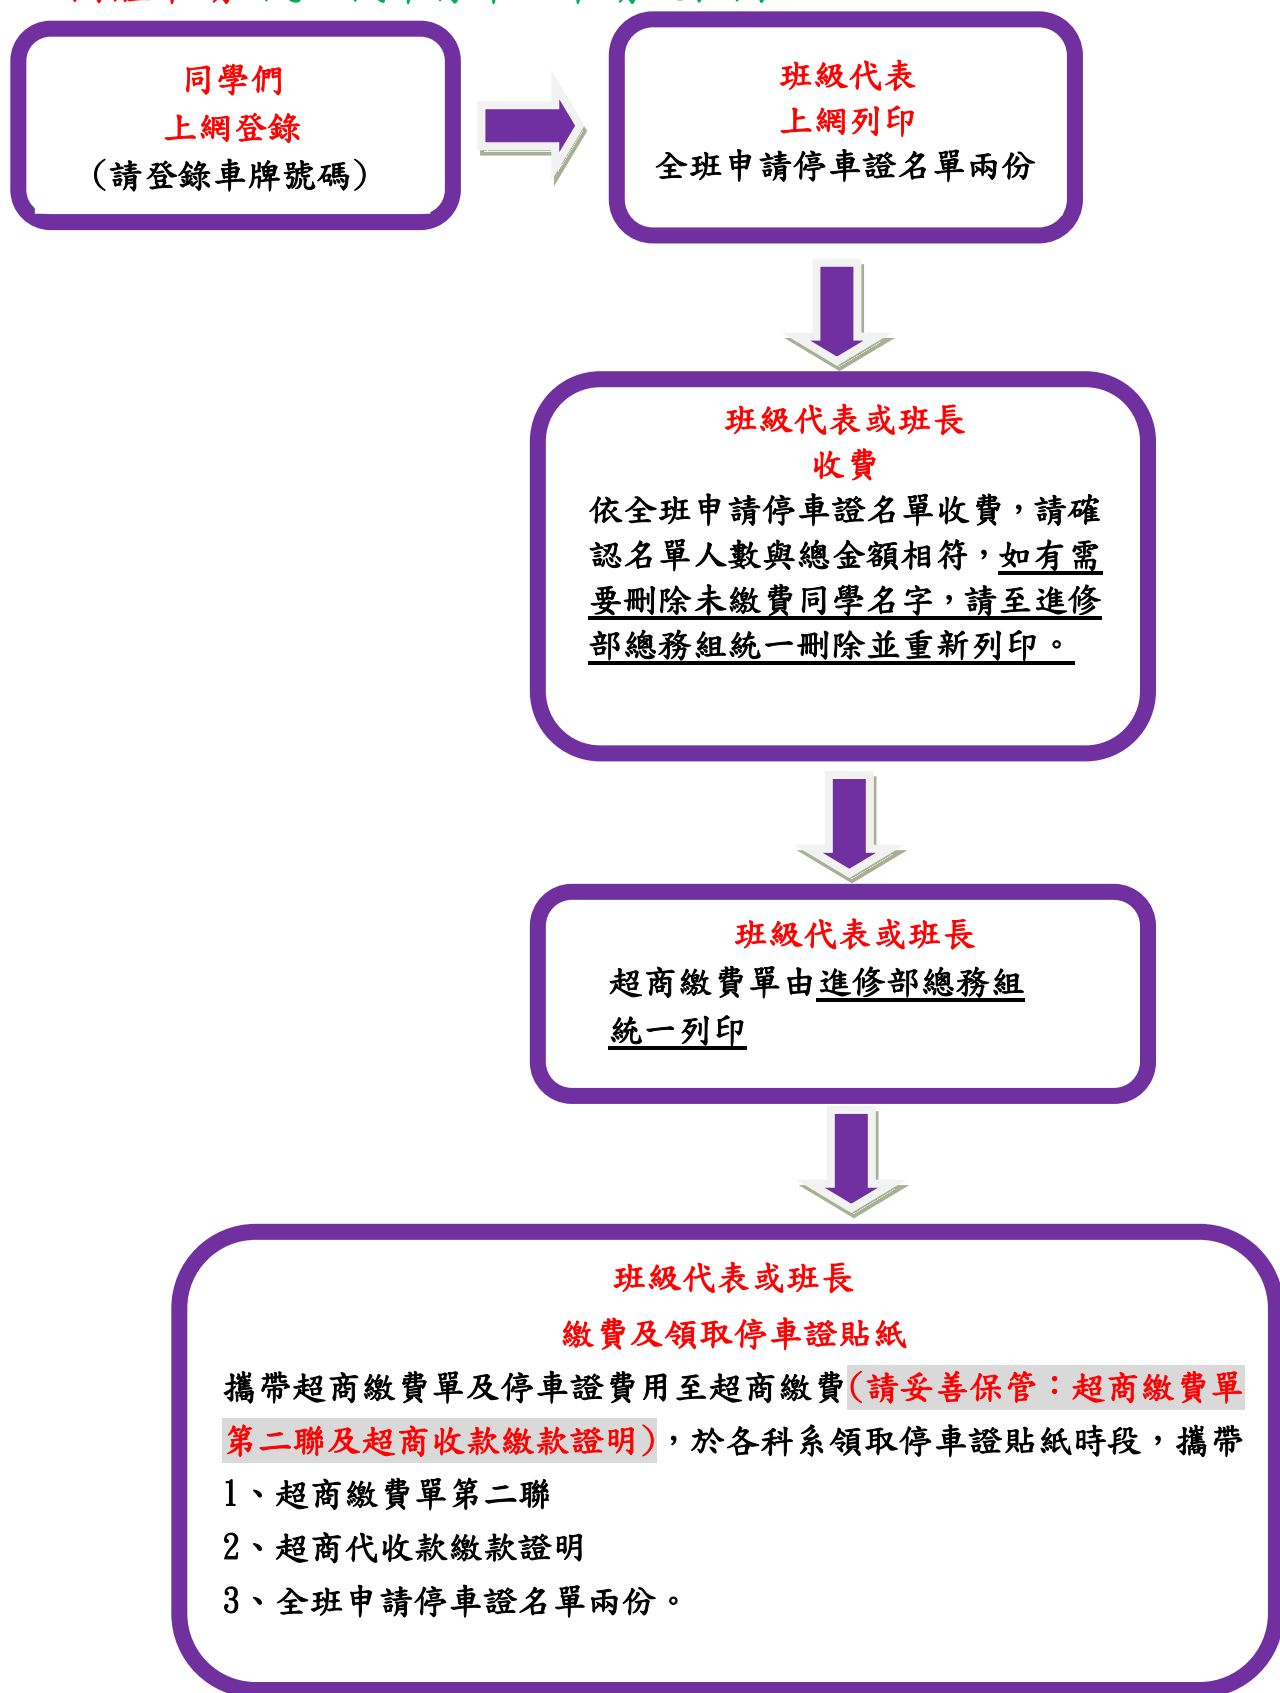 同學們
上網登錄
(請登錄車牌號碼)
班級代表
上網列印
全班申請停車證名單兩份
班級代表或班長
收費
依全班申請停車證名單收費，請確
認名單人數與總金額相符，如有需
要刪除未繳費同學名字，請至進修
部總務組統一刪除並重新列印。
班級代表或班長
超商繳費單由進修部總務組
統一列印
班級代表或班長
繳費及領取停車證貼紙
攜帶超商繳費單及停車證費用至超商繳費(請妥善保管：超商繳費單
第二聯及超商收款繳款證明)，於各科系領取停車證貼紙時段，攜帶
1、超商繳費單第二聯
2、超商代收款繳款證明
3、全班申請停車證名單兩份。